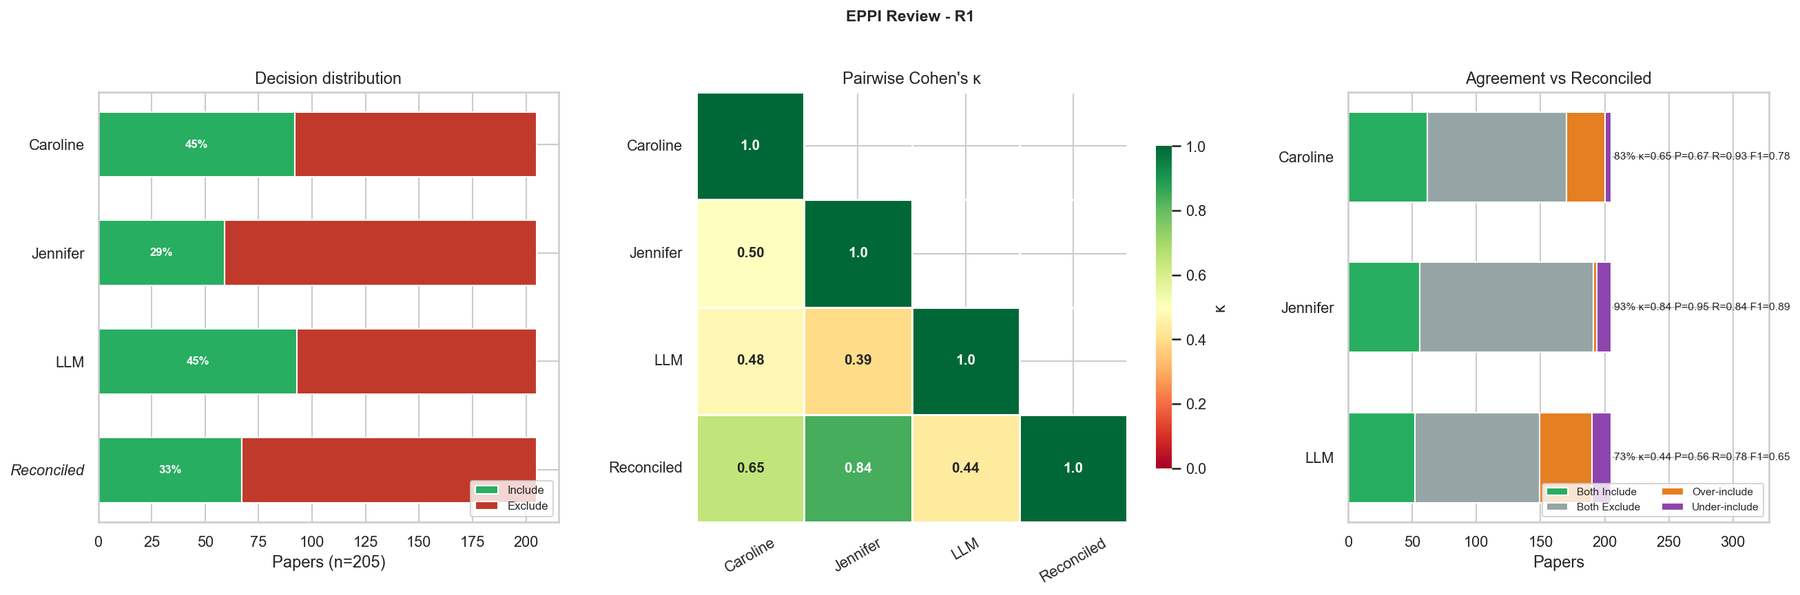 EPPI Review - R1
Decision distribution
Caroline
45%
Jennifer
29%
LLM
45%
Reconciled
33%
Include
Exclude
0 25 50 75 100 125 150 175 200
Papers (n=205)
Pairwise Cohen's κ
Caroline
1.0
Jennifer
0.50 1.0
LLM
0.48 0.39 1.0
Reconciled
0.65 0.84 0.44 1.0
Caroline Jennifer LLM Reconciled
1.0
0.8
0.6
0.4
0.2
0.0
κ
Agreement vs Reconciled
Caroline
83% κ=0.65 P=0.67 R=0.93 F1=0.78
Jennifer
93% κ=0.84 P=0.95 R=0.84 F1=0.89
LLM
73% κ=0.44 P=0.56 R=0.78 F1=0.65
Both Include Over-include
Both Exclude Under-include
0 50 100 150 200 250 300
Papers